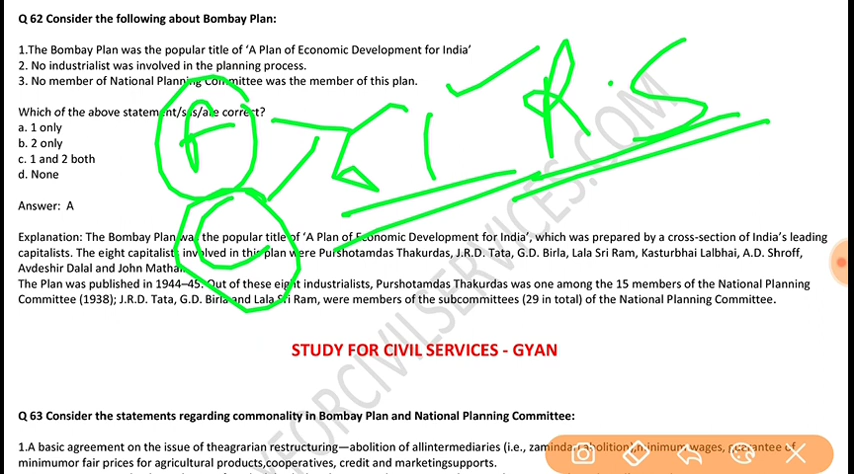 Q 62 Consider the following about Bombay Plan:
1.The Bombay Plan was the popular title of ‘A Plan of Economic Development for India’
2. No industrialist was involved in the planning process.
3. No member of National Planning Committee was the member of this plan.
Which of the above statement/s is/are correct?
a. 1 only
b. 2 only
c. 1 and 2 both
d. None
Answer: A
Explanation: The Bombay Plan was the popular title of ‘A Plan of Economic Development for India’, which was prepared by a cross-section of India’s leading
capitalists. The eight capitalists involved in this plan were Purshotamdas Thakurdas, J.R.D. Tata, G.D. Birla, Lala Sri Ram, Kasturbhai Lalbhai, A.D. Shroff,
Avdeshir Dalal and John Mathai.
The Plan was published in 1944–45. Out of these eight industrialists, Purshotamdas Thakurdas was one among the 15 members of the National Planning
Committee (1938); J.R.D. Tata, G.D. Birla and Lala Sri Ram, were members of the subcommittees (29 in total) of the National Planning Committee.
STUDY FOR CIVIL SERVICES - GYAN
Q 63 Consider the statements regarding commonality in Bombay Plan and National Planning Committee:
1.A basic agreement on the issue of theagrarian restructuring—abolition of allintermediaries (i.e., zamindari abolition), minimum wages, guarantee of
minimumor fair prices for agricultural products,cooperatives, credit and marketingsupports.
FORCIVILSERVICES.COM